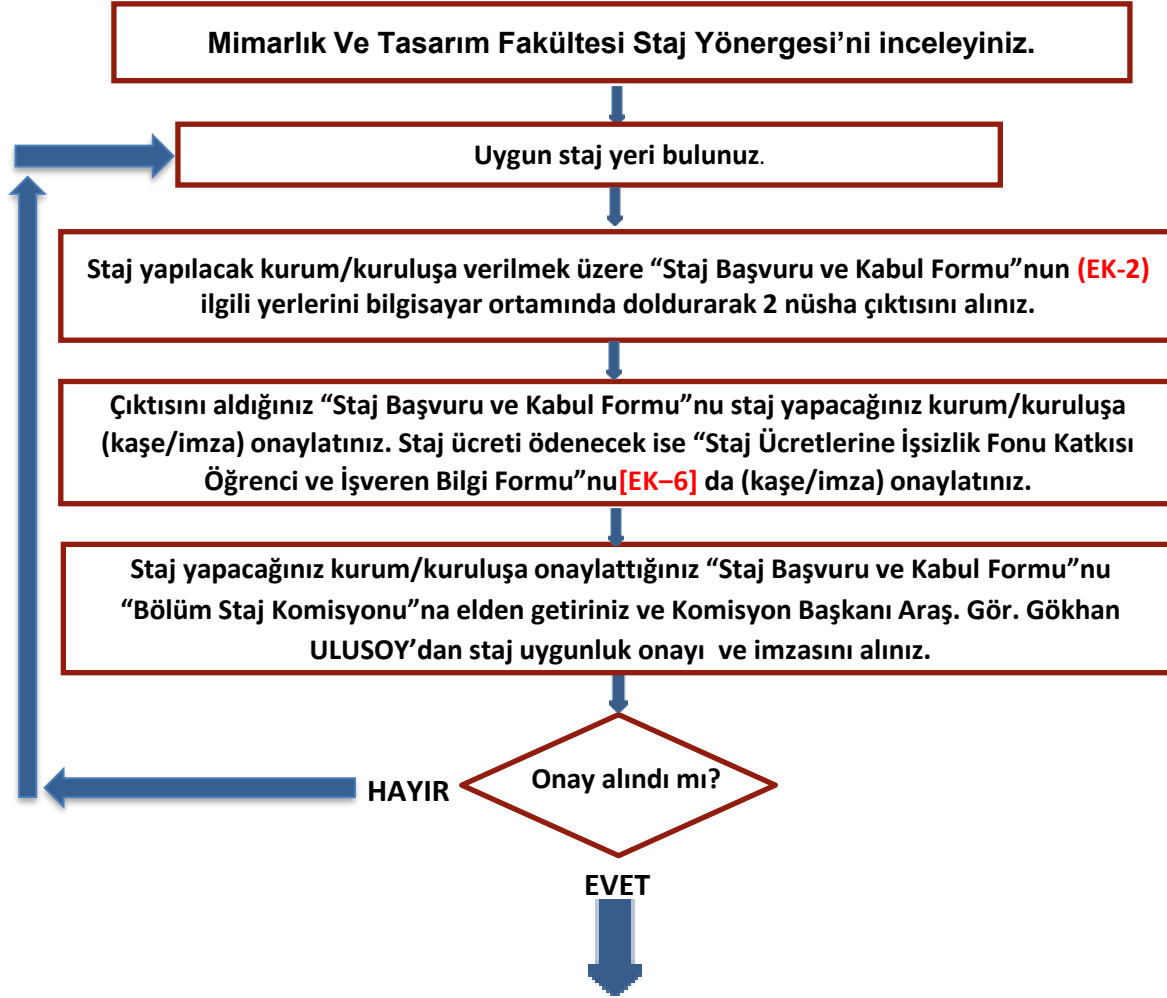 Mimarlık Ve Tasarım Fakültesi Staj Yönergesi’ni inceleyiniz.
Uygun staj yeri bulunuz.
Staj yapılacak kurum/kuruluşa verilmek üzere “Staj Başvuru ve Kabul Formu”nun (EK-2)
ilgili yerlerini bilgisayar ortamında doldurarak 2 nüsha çıktısını alınız.
Çıktısını aldığınız “Staj Başvuru ve Kabul Formu”nu staj yapacağınız kurum/kuruluşa
(kaşe/imza) onaylatınız. Staj ücreti ödenecek ise “Staj Ücretlerine İşsizlik Fonu Katkısı
Öğrenci ve İşveren Bilgi Formu”nu[EK–6] da (kaşe/imza) onaylatınız.
Staj yapacağınız kurum/kuruluşa onaylattığınız “Staj Başvuru ve Kabul Formu”nu
“Bölüm Staj Komisyonu”na elden getiriniz ve Komisyon Başkanı Araş. Gör. Gökhan
ULUSOY’dan staj uygunluk onayı ve imzasını alınız.
Onay alındı mı?
HAYIR
EVET